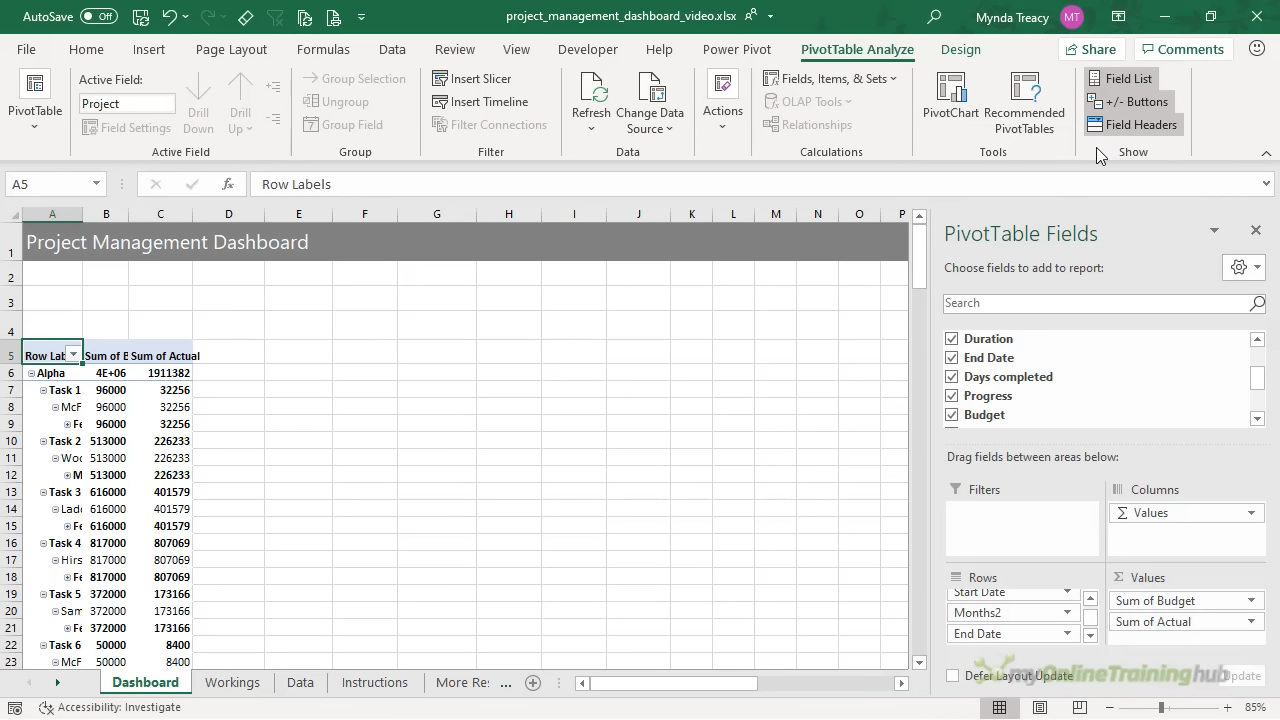 AutoSave Off project_management_dashboard_video.xlsx Mynda Treacy MT
File Home Insert Page Layout Formulas Data Review View Developer Help Power Pivot PivotTable Analyze Design Share Comments
PivotTable
Active Field:
Project
Field Settings
Drill Down
Drill Up
Active Field
Group Selection
Ungroup
Group Field
Group
Insert Slicer
Insert Timeline
Filter Connections
Filter
Refresh
Change Data Source
Data
Actions
Fields, Items, & Sets
OLAP Tools
Relationships
Calculations
PivotChart
Recommended PivotTables
Tools
Field List
+/- Buttons
Field Headers
Show
A5 fx Row Labels
A B C D E F G H I J K L M N O P
1 Project Management Dashboard
2
3
4
5 Row Lab Sum of B Sum of Actual
6 Alpha 4E+06 1911382
7 Task 1 96000 32256
8 McF 96000 32256
9 Fe 96000 32256
10 Task 2 513000 226233
11 Woo 513000 226233
12 M 513000 226233
13 Task 3 616000 401579
14 Lado 616000 401579
15 Fe 616000 401579
16 Task 4 817000 807069
17 Hirs 817000 807069
18 Fe 817000 807069
19 Task 5 372000 173166
20 Sam 372000 173166
21 Fe 372000 173166
22 Task 6 50000 8400
23 McF 50000 8400
PivotTable Fields
Choose fields to add to report:
Search
Duration
End Date
Days completed
Progress
Budget
Drag fields between areas below:
Filters
Columns
Σ Values
Rows
Start Date
Months2
End Date
Σ Values
Sum of Budget
Sum of Actual
Defer Layout Update Update
myOnlineTraininghub
Dashboard Workings Data Instructions More Res ...
Accessibility: Investigate 85%